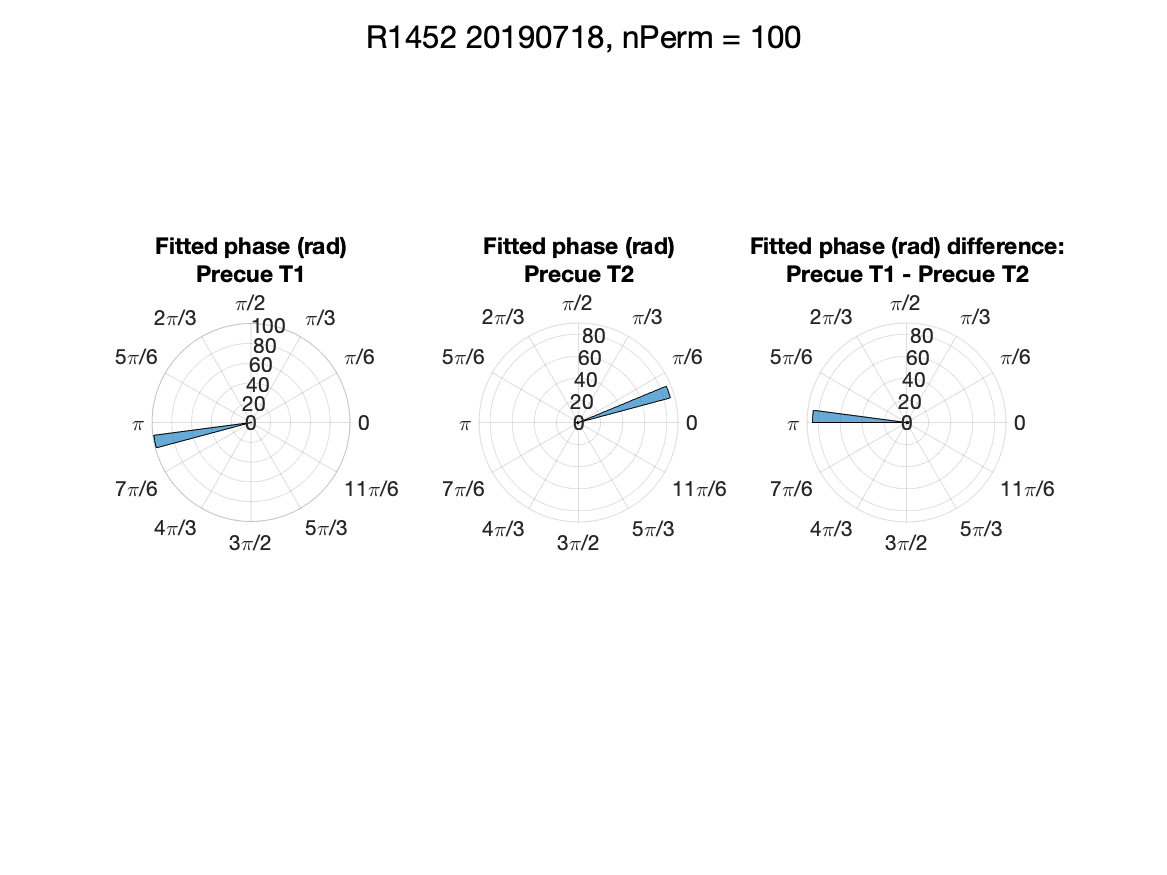 R1452 20190718, nPerm = 100
Fitted phase (rad)
Precue T1
π/2
2π/3
π/3
5π/6
π/6
π
0
7π/6
11π/6
4π/3
5π/3
3π/2
100
80
60
40
20
0
Fitted phase (rad)
Precue T2
π/2
2π/3
π/3
5π/6
π/6
π
0
7π/6
11π/6
4π/3
5π/3
3π/2
80
60
40
20
0
Fitted phase (rad) difference:
Precue T1 - Precue T2
π/2
2π/3
π/3
5π/6
π/6
π
0
7π/6
11π/6
4π/3
5π/3
3π/2
80
60
40
20
0